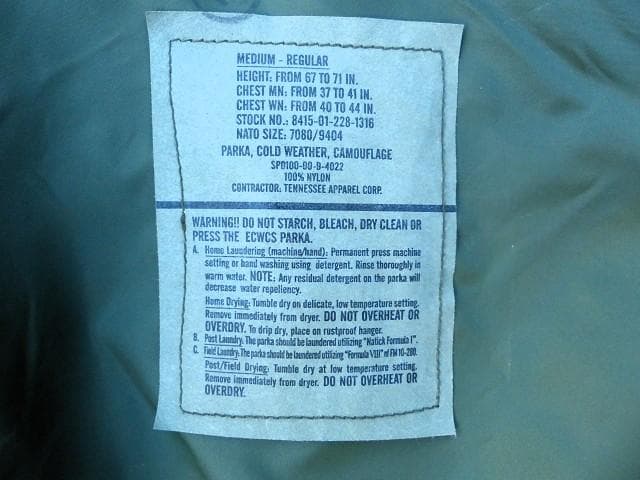 MEDIUM - REGULAR
HEIGHT: FROM 67 TO 71 IN.
CHEST MN: FROM 37 TO 41 IN.
CHEST WN: FROM 40 TO 44 IN.
STOCK NO.: 8415-01-228-1316
NATO SIZE: 7080/9404
PARKA, COLD WEATHER, CAMOUFLAGE
SPO100-00-D-4022
100% NYLON
CONTRACTOR: TENNESSEE APPAREL CORP.
WARNING!! DO NOT STARCH, BLEACH, DRY CLEAN OR
PRESS THE ECWCS PARKA.
A. Home Laundering (machine/hand): Permanent press machine
setting or hand washing using detergent. Rinse thoroughly in
warm water. NOTE: Any residual detergent on the parka will
decrease water repellency.
Home Drying: Tumble dry on delicate, low temperature setting.
Remove immediately from dryer. DO NOT OVERHEAT OR
OVERDRY. To drip dry, place on rustproof hanger.
B. Post Laundry. The parka should be laundered utilizing "Natick Formula I".
C. Field Laundry: The parka should be laundered utilizing "Formula VIII" of FM 10-280.
Post/Field Drying: Tumble dry at low temperature setting.
Remove immediately from dryer. DO NOT OVERHEAT OR
OVERDRY.